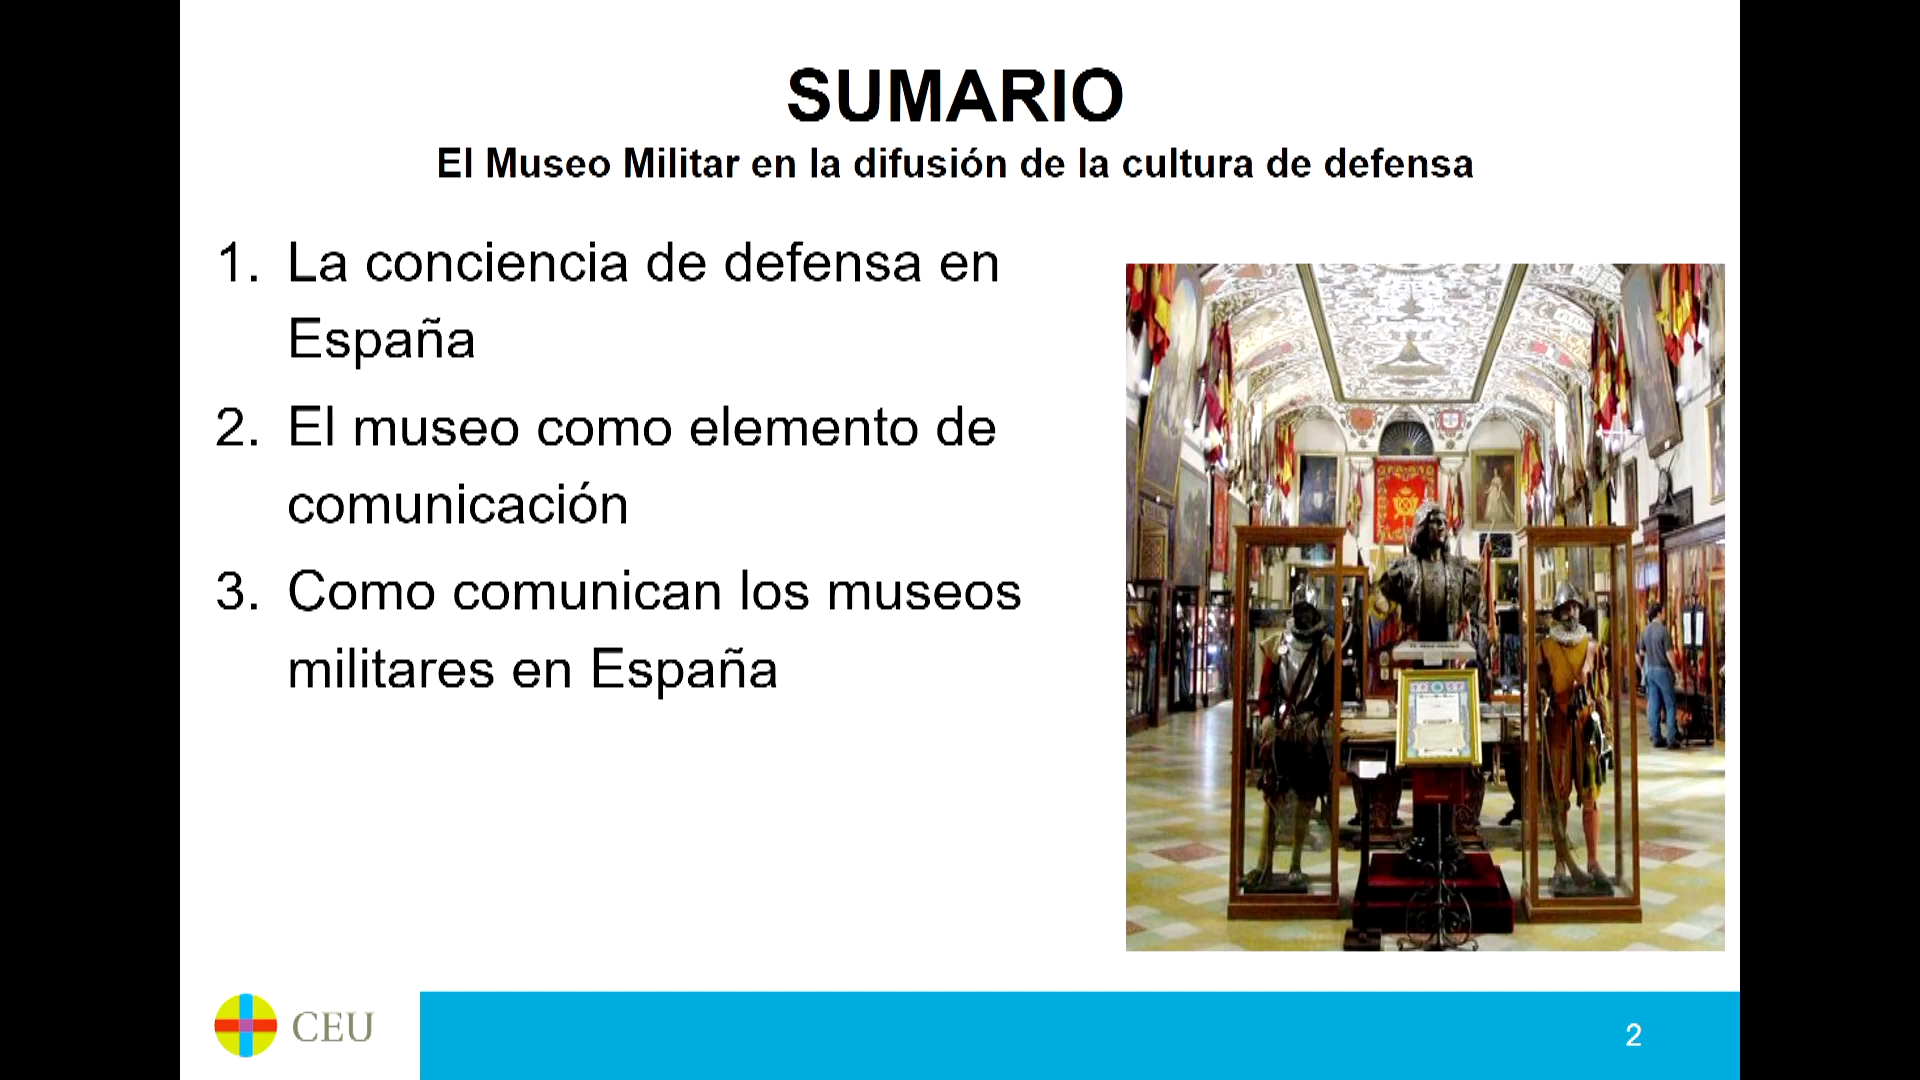 SUMARIO
El Museo Militar en la difusión de la cultura de defensa
1. La conciencia de defensa en
España
2. El museo como elemento de
comunicación
3. Como comunican los museos
militares en España
CEU
2